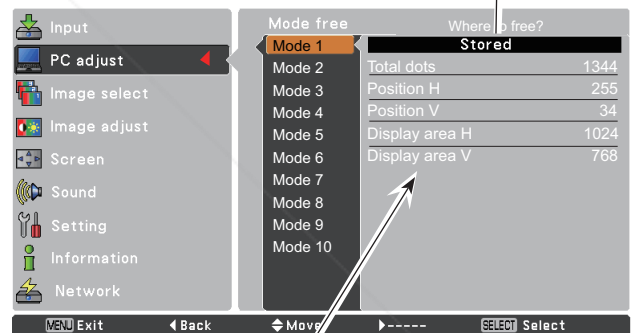 Input
PC adjust
Image select
Image adjust
Screen
Sound
Setting
Information
Network
Mode free
Where to free?
Mode 1
Mode 2
Mode 3
Mode 4
Mode 5
Mode 6
Mode 7
Mode 8
Mode 9
Mode 10
Stored
Total dots 1344
Position H 255
Position V 34
Display area H 1024
Display area V 768
MENU Exit Back Move ----- SELECT Select